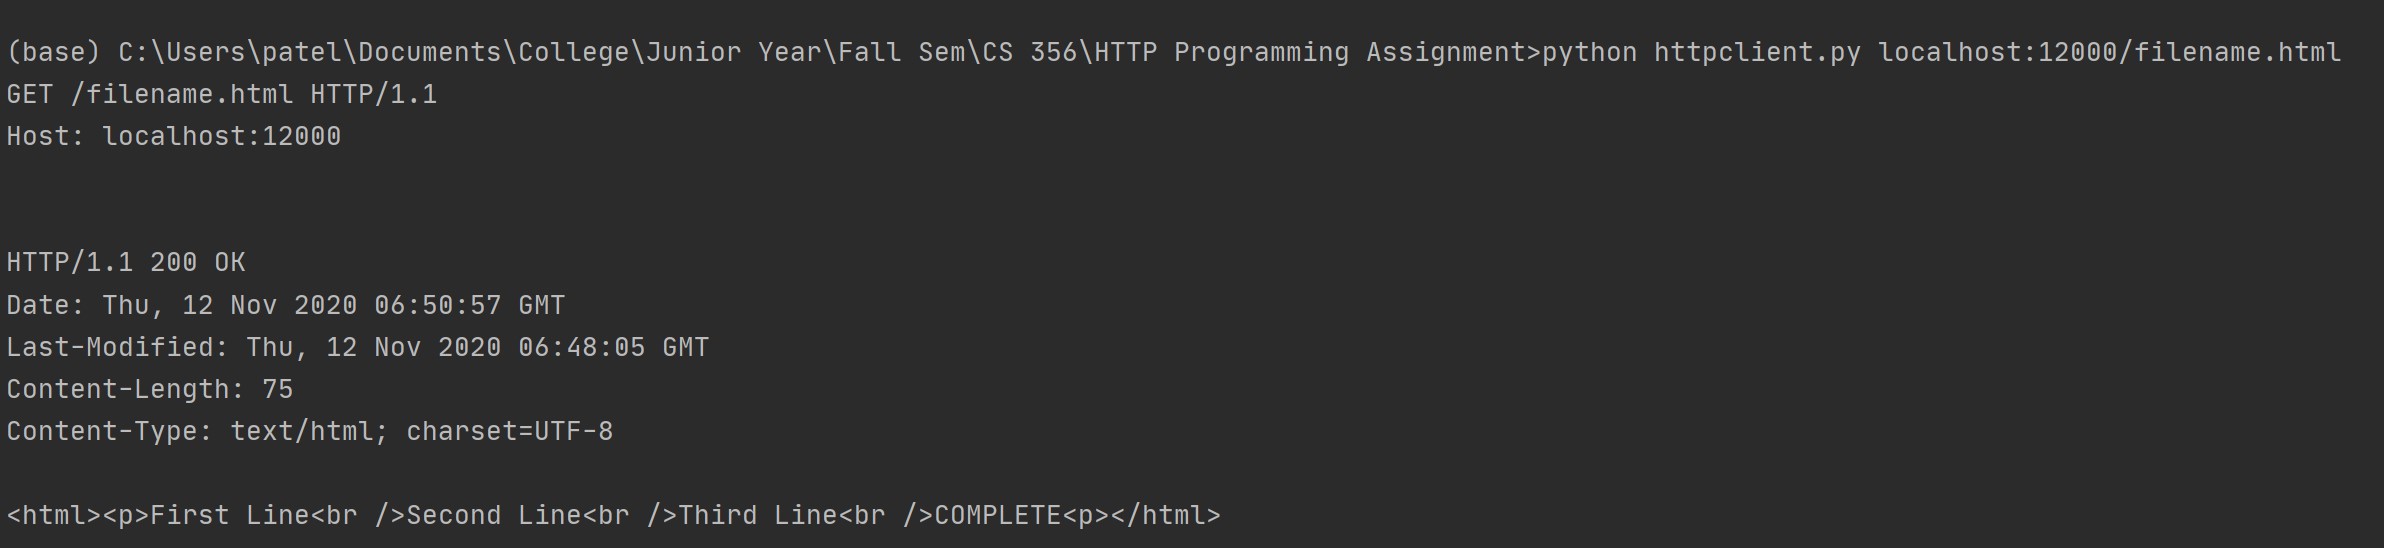 (base) C:\Users\patel\Documents\College\Junior Year\Fall Sem\CS 356\HTTP Programming Assignment>python httpclient.py localhost:12000/filename.html
GET /filename.html HTTP/1.1
Host: localhost:12000
HTTP/1.1 200 OK
Date: Thu, 12 Nov 2020 06:50:57 GMT
Last-Modified: Thu, 12 Nov 2020 06:48:05 GMT
Content-Length: 75
Content-Type: text/html; charset=UTF-8
<html><p>First Line<br />Second Line<br />Third Line<br />COMPLETE<p></html>